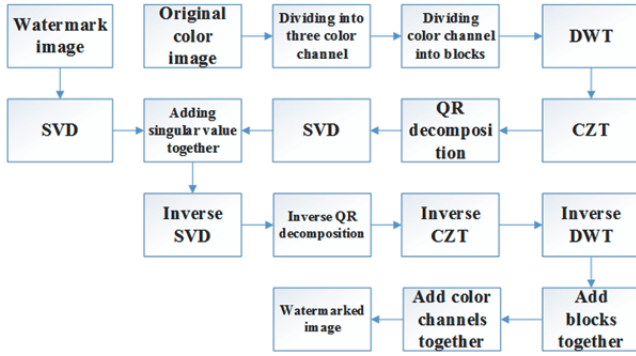 Watermark
image
Original
color
image
Dividing into
three color
channel
Dividing
color channel
into blocks
DWT
SVD
Adding
singular value
together
SVD
QR
decomposi
tion
CZT
Inverse
SVD
Inverse QR
decomposition
Inverse
CZT
Inverse
DWT
Watermarked
image
Add color
channels
together
Add
blocks
together